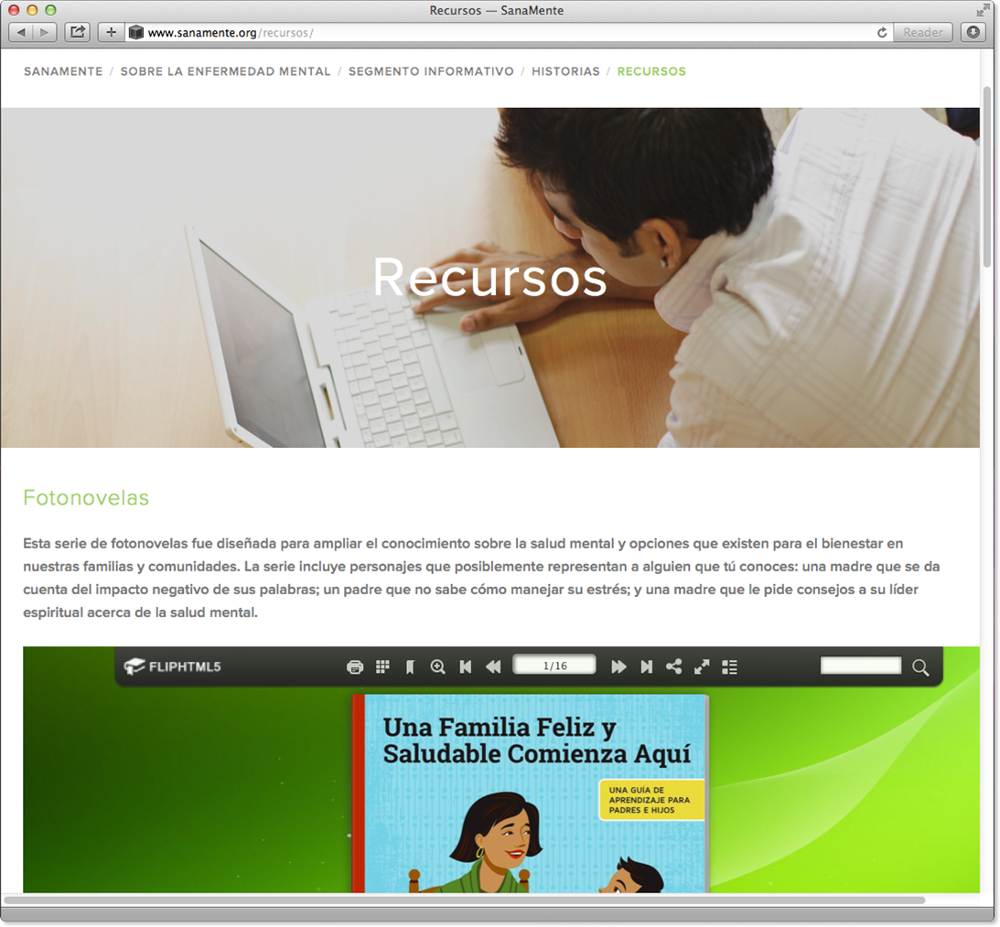 Recursos — SanaMente
www.sanamente.org/recursos/
Reader
SANAMENTE / SOBRE LA ENFERMEDAD MENTAL / SEGMENTO INFORMATIVO / HISTORIAS / RECURSOS
Recursos
Fotonovelas
Esta serie de fotonovelas fue diseñada para ampliar el conocimiento sobre la salud mental y opciones que existen para el bienestar en
nuestras familias y comunidades. La serie incluye personajes que posiblemente representan a alguien que tú conoces: una madre que se da
cuenta del impacto negativo de sus palabras; un padre que no sabe cómo manejar su estrés; y una madre que le pide consejos a su líder
espiritual acerca de la salud mental.
FLIPHTML5
1/16
Una Familia Feliz y
Saludable Comienza Aquí
UNA GUÍA DE
APRENDIZAJE PARA
PADRES E HIJOS